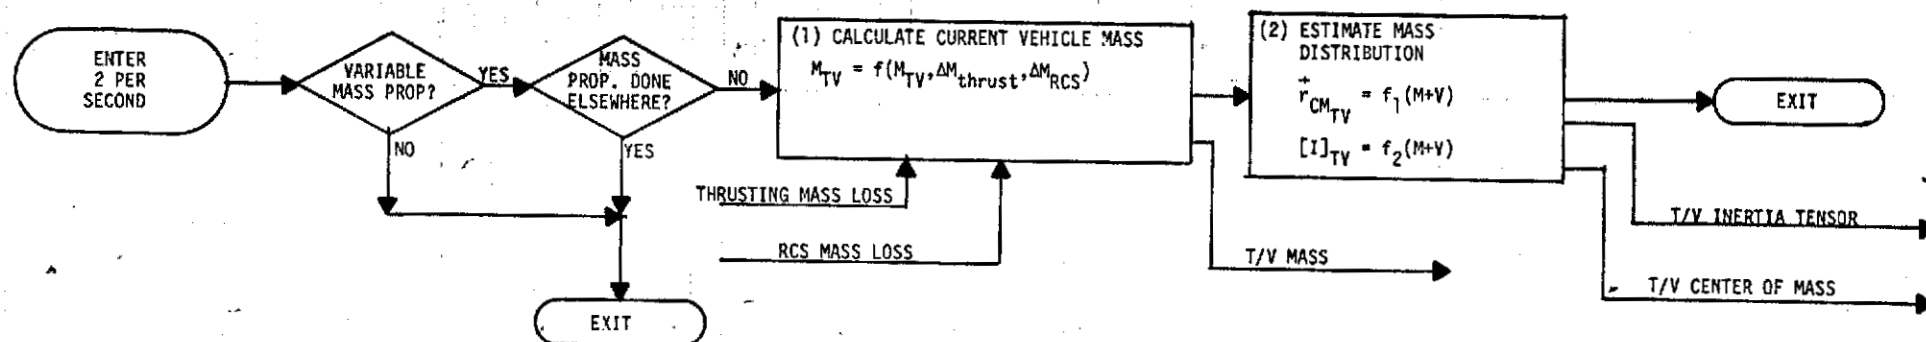 ENTER
2 PER
SECOND
VARIABLE
MASS PROP?
YES
NO
MASS
PROP. DONE
ELSEWHERE?
NO
YES
EXIT
(1) CALCULATE CURRENT VEHICLE MASS
M_TV = f(M_TV,ΔM_thrust,ΔM_RCS)
THRUSTING MASS LOSS
RCS MASS LOSS
T/V MASS
(2) ESTIMATE MASS
DISTRIBUTION
r⃗_CM_TV = f_1(M+V)
[I]_TV = f_2(M+V)
EXIT
T/V INERTIA TENSOR
T/V CENTER OF MASS